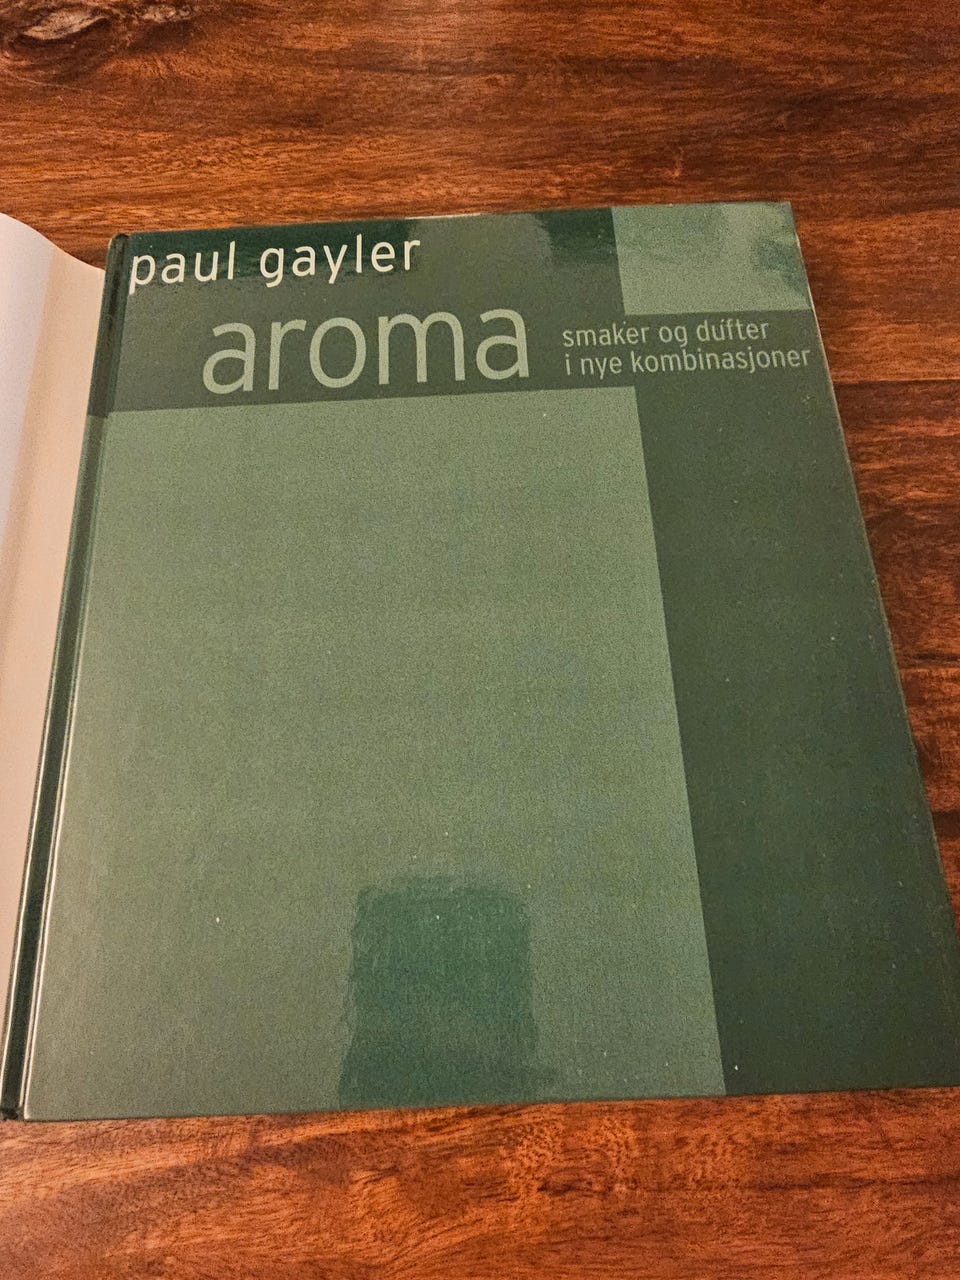 paul gayler
aroma
smaker og dufter
i nye kombinasjoner